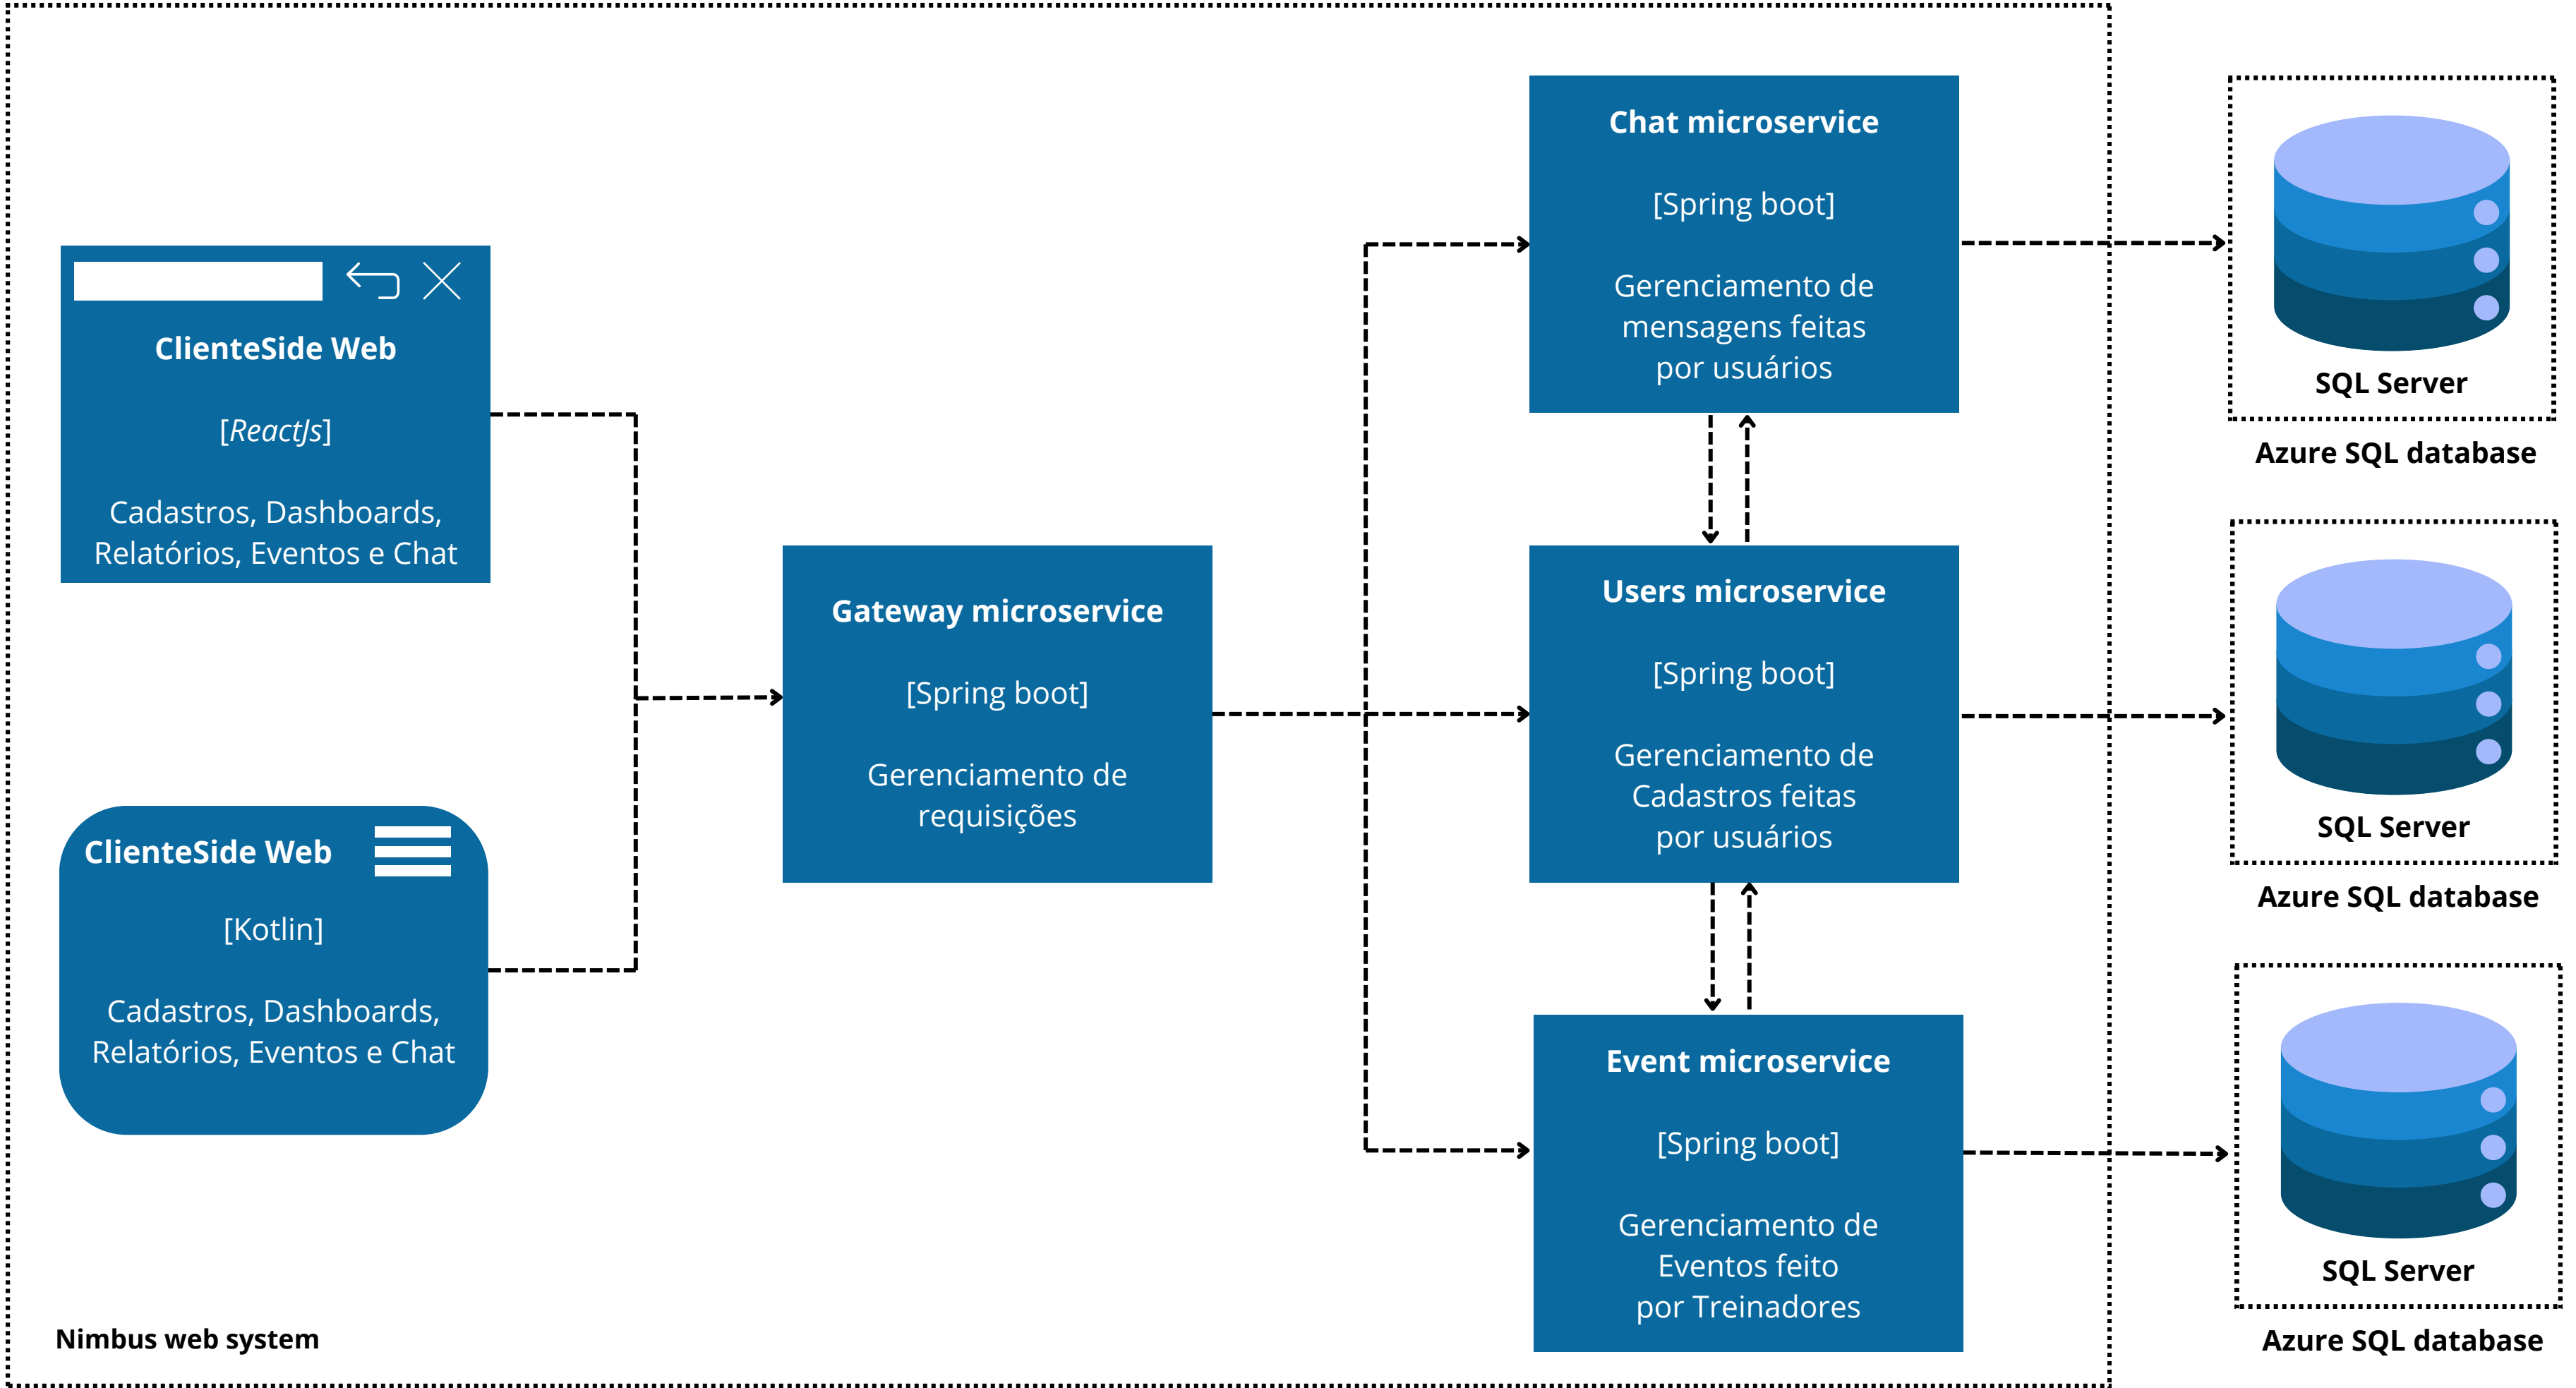 ClienteSide Web
[ReactJs]
Cadastros, Dashboards,
Relatórios, Eventos e Chat
ClienteSide Web
[Kotlin]
Cadastros, Dashboards,
Relatórios, Eventos e Chat
Nimbus web system
Gateway microservice
[Spring boot]
Gerenciamento de
requisições
Chat microservice
[Spring boot]
Gerenciamento de
mensagens feitas
por usuários
Users microservice
[Spring boot]
Gerenciamento de
Cadastros feitas
por usuários
Event microservice
[Spring boot]
Gerenciamento de
Eventos feito
por Treinadores
SQL Server
Azure SQL database
SQL Server
Azure SQL database
SQL Server
Azure SQL database